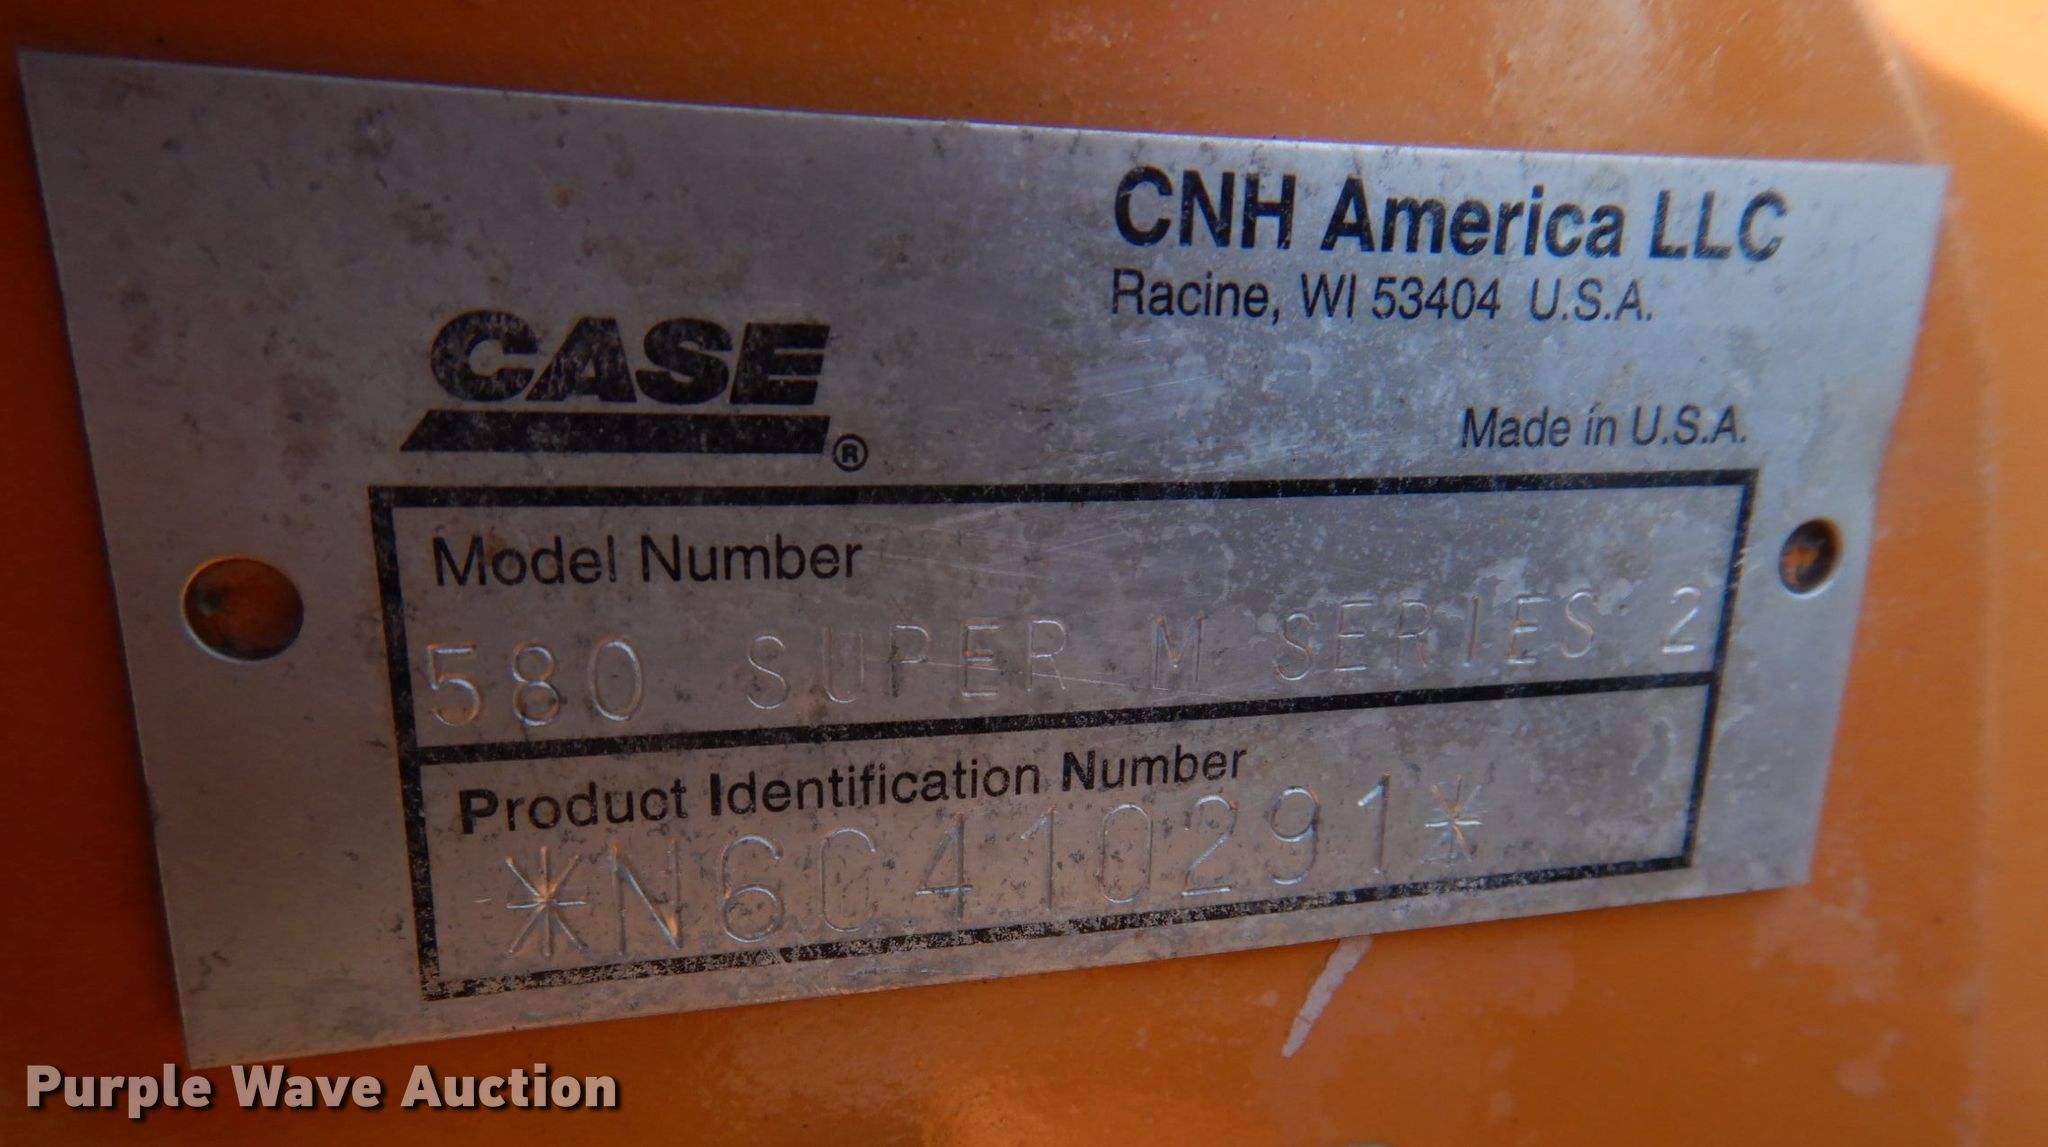 CNH America LLC
Racine, WI 53404 U.S.A.
CASE®
Made in U.S.A.
Model Number
580 SUPER M SERIES 2
Product Identification Number
*N6C410291*
Purple Wave Auction